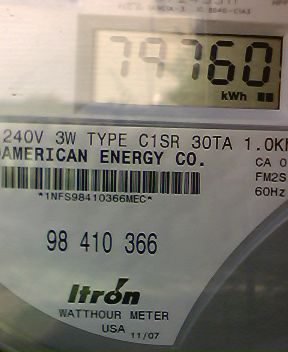 79760
kWh
240V 3W TYPE C1SR 30TA 1.0K
AMERICAN ENERGY CO.
CA 0
FM2S
60Hz
*1NFS98410366MEC*
98 410 366
Itron
WATTHOUR METER
USA 11/07